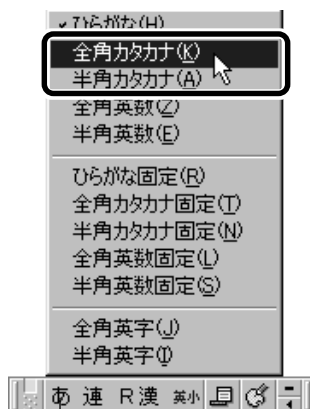 ✓ひらがな(H)
全角カタカナ(K)
半角カタカナ(A)
全角英数(Z)
半角英数(E)
ひらがな固定(R)
全角カタカナ固定(T)
半角カタカナ固定(N)
全角英数固定(L)
半角英数固定(S)
全角英字(J)
半角英字(I)
あ 連 R漢 英小